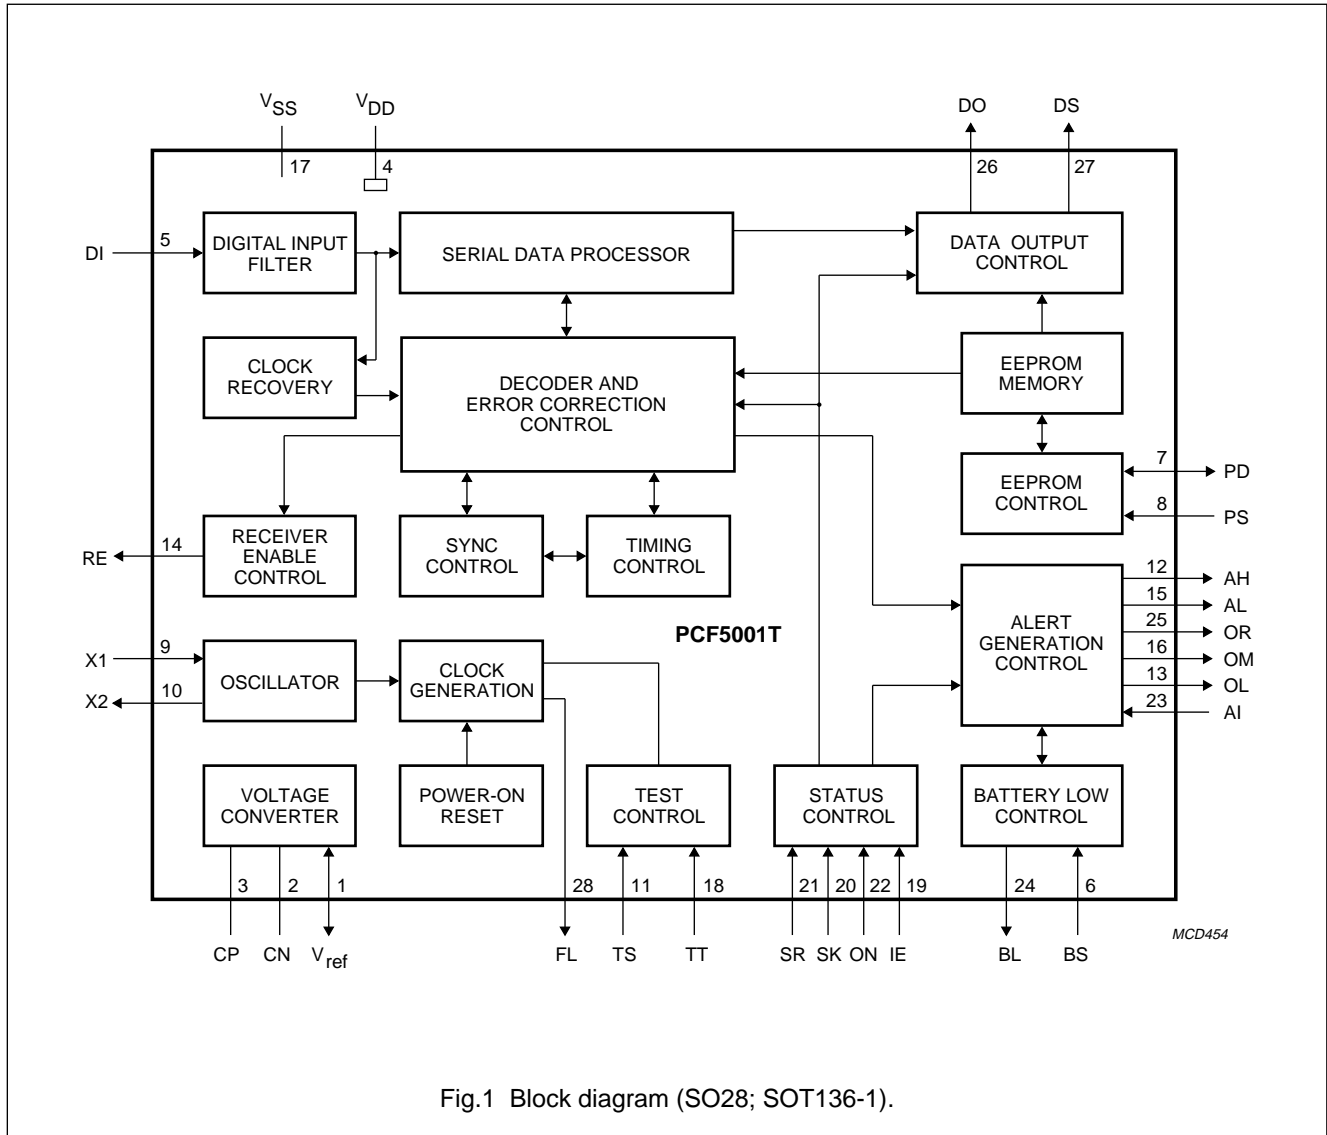 VSS VDD DO DS
17 4 26 27
DI 5
DIGITAL INPUT
FILTER
SERIAL DATA PROCESSOR
DATA OUTPUT
CONTROL
CLOCK
RECOVERY
DECODER AND
ERROR CORRECTION
CONTROL
EEPROM
MEMORY
EEPROM
CONTROL
7 PD
8 PS
RE 14
RECEIVER
ENABLE
CONTROL
SYNC
CONTROL
TIMING
CONTROL
PCF5001T
ALERT
GENERATION
CONTROL
12 AH
15 AL
25 OR
16 OM
13 OL
23 AI
X1 9
X2 10
OSCILLATOR
CLOCK
GENERATION
VOLTAGE
CONVERTER
POWER-ON
RESET
TEST
CONTROL
STATUS
CONTROL
BATTERY LOW
CONTROL
3 2 1 28 11 18 21 20 22 19 24 6
CP CN Vref FL TS TT SR SK ON IE BL BS
MCD454
Fig.1 Block diagram (SO28; SOT136-1).